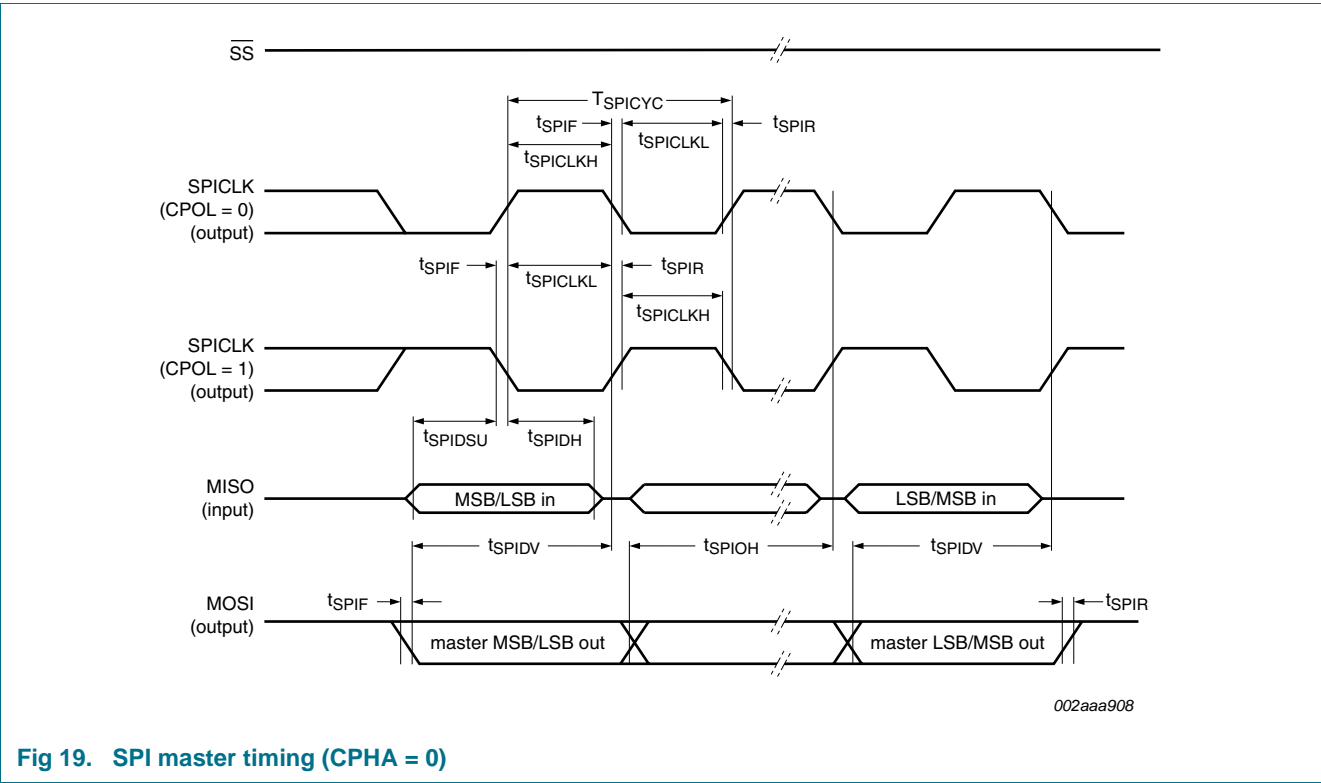 SS
TSPICYC
tSPIF
tSPICLKL
tSPIR
tSPICLKH
SPICLK
(CPOL = 0)
(output)
tSPIF
tSPICLKL
tSPIR
tSPICLKH
SPICLK
(CPOL = 1)
(output)
tSPIDSU
tSPIDH
MISO
(input)
MSB/LSB in
LSB/MSB in
tSPIDV
tSPIOH
tSPIDV
MOSI
(output)
tSPIF
tSPIR
master MSB/LSB out
master LSB/MSB out
002aaa908
Fig 19. SPI master timing (CPHA = 0)